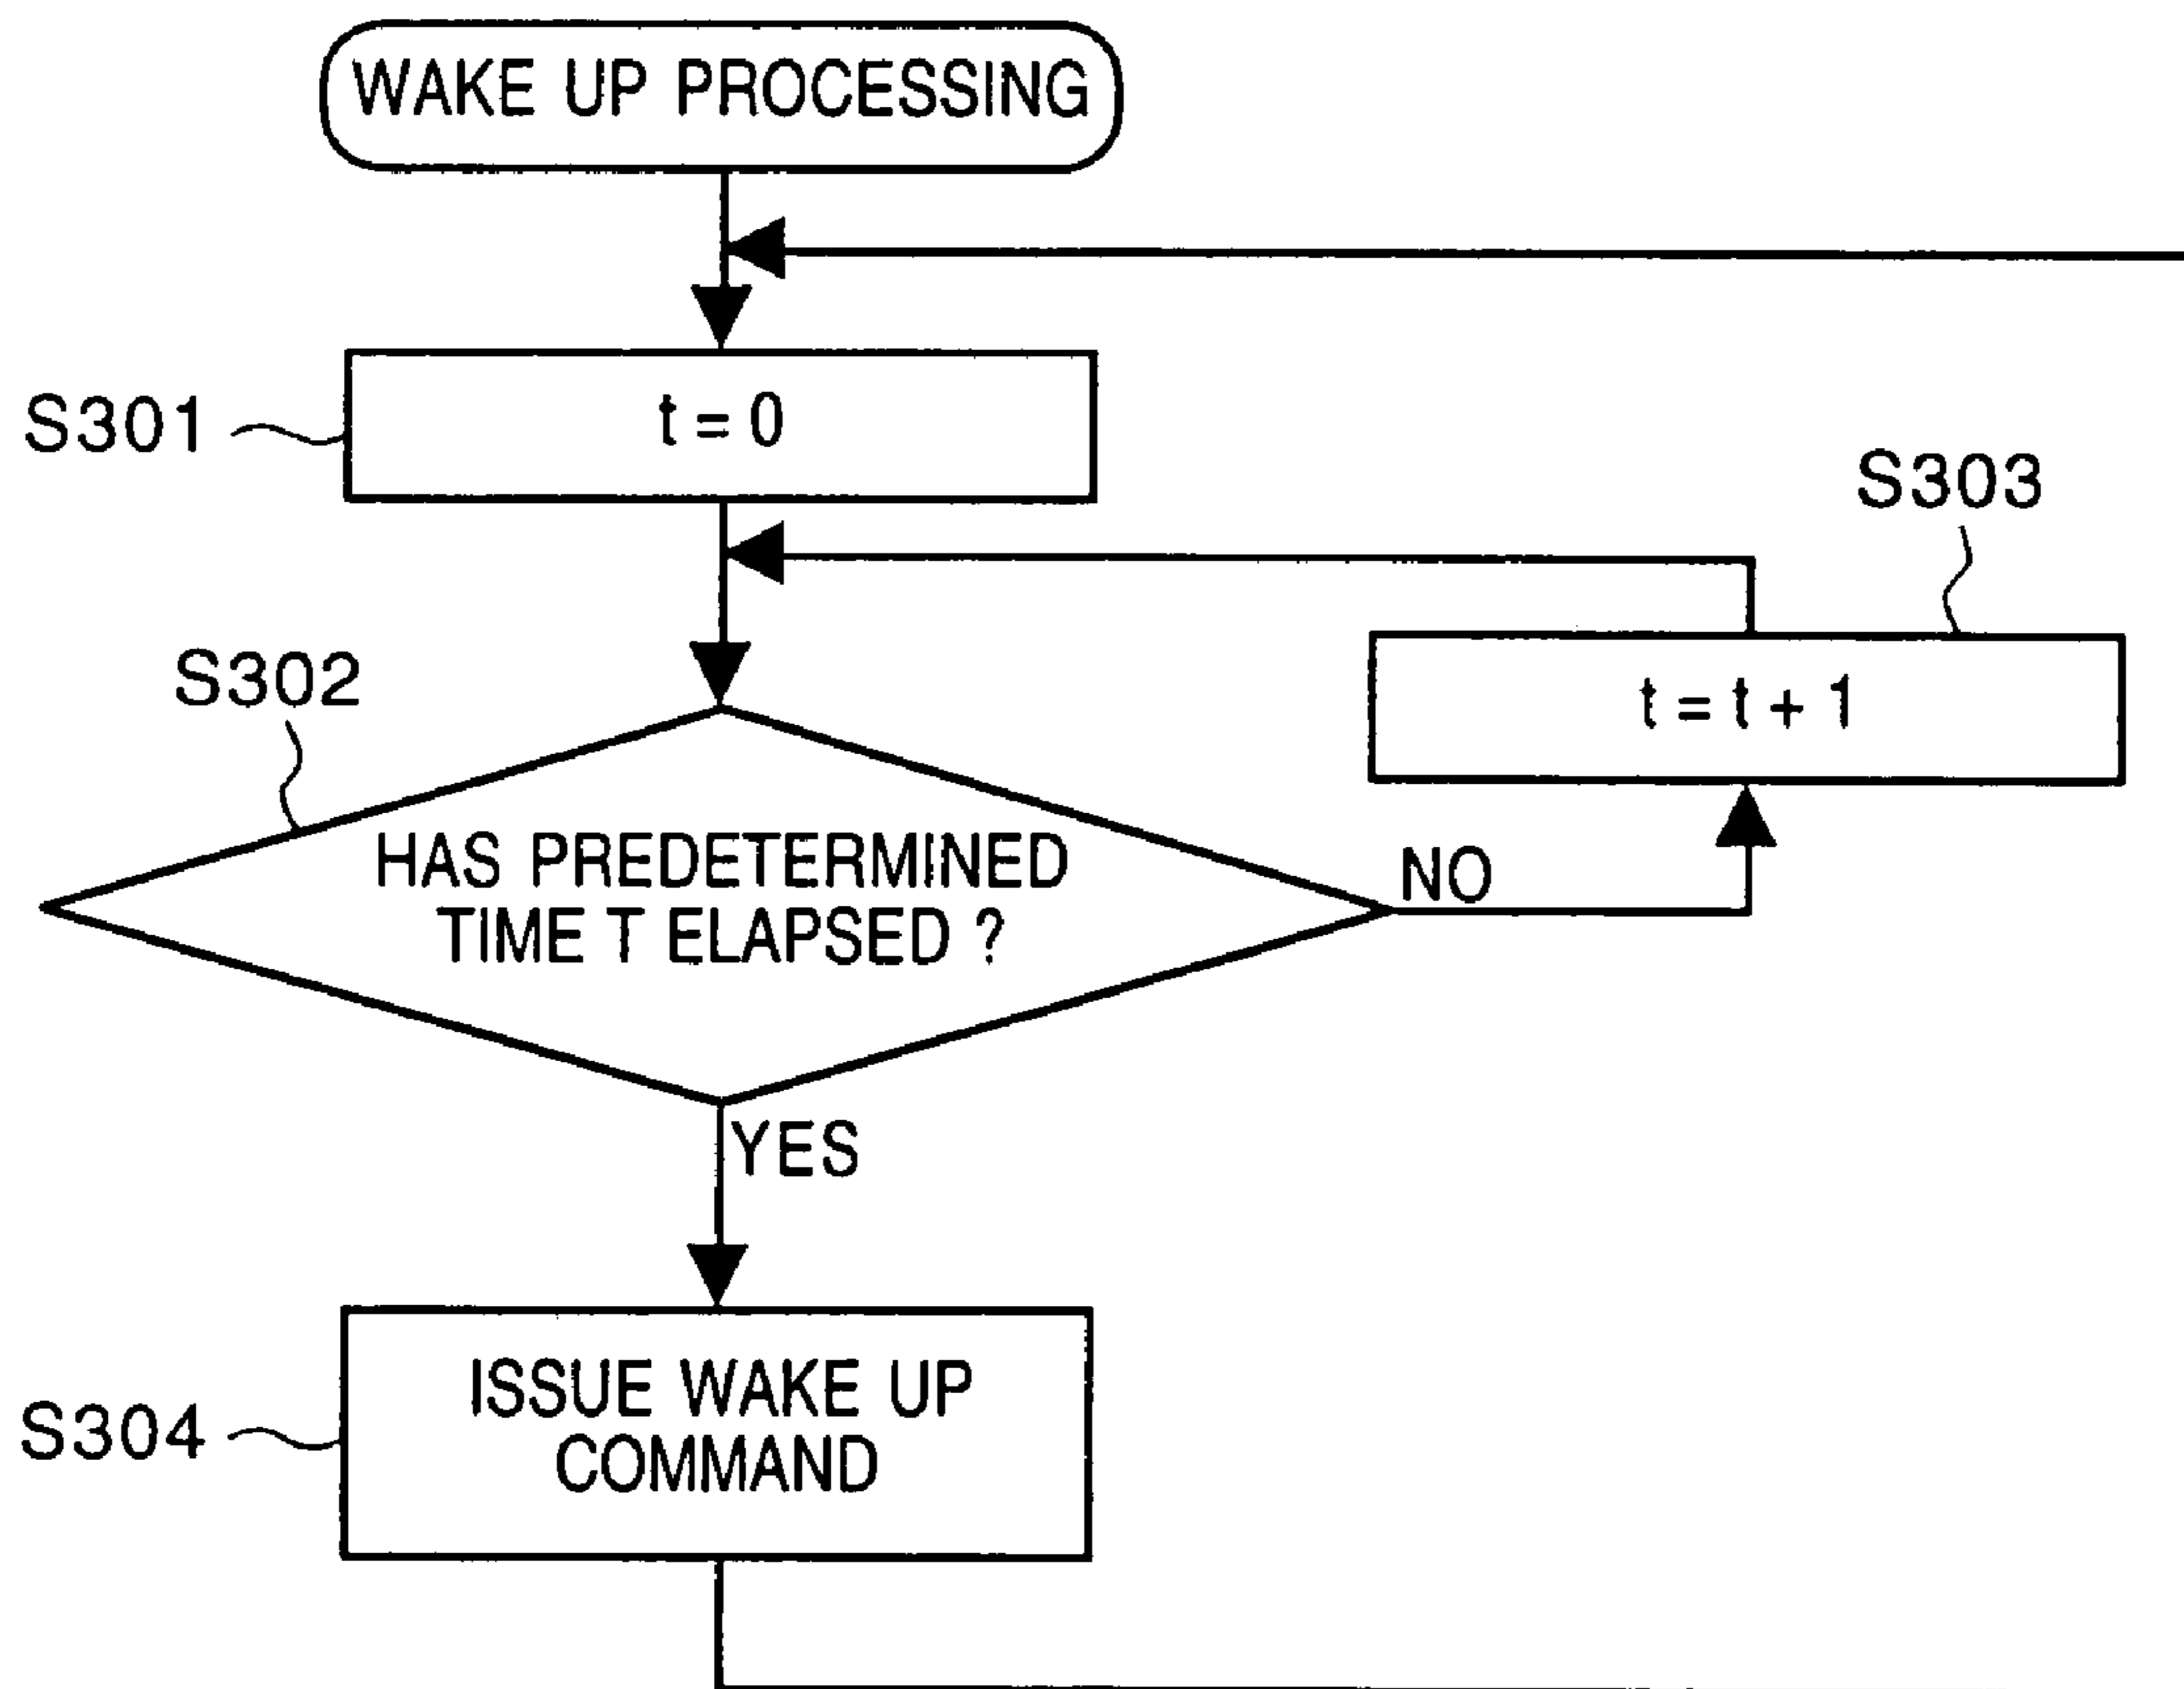 WAKE UP PROCESSING
S301
t = 0
S303
t = t + 1
S302
HAS PREDETERMINED
TIME T ELAPSED ?
NO
YES
S304
ISSUE WAKE UP
COMMAND